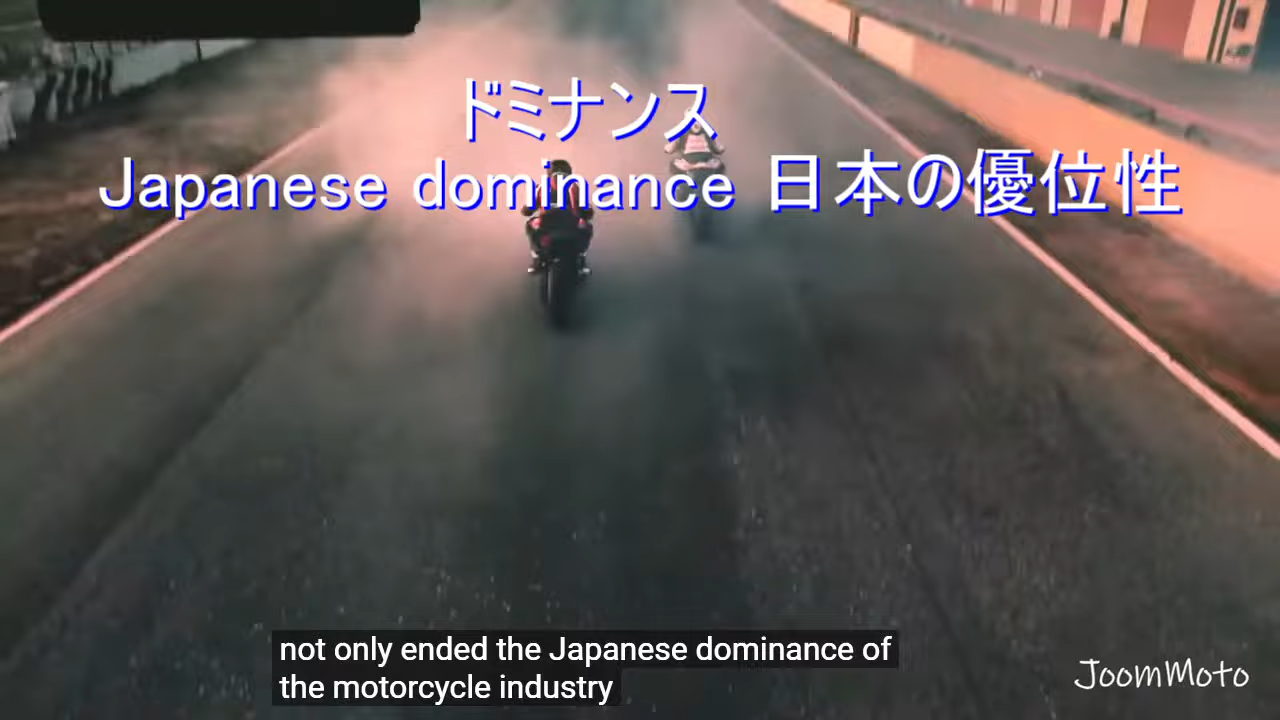 ドミナンス
Japanese dominance 日本の優位性
not only ended the Japanese dominance of
the motorcycle industry
JoomMoto